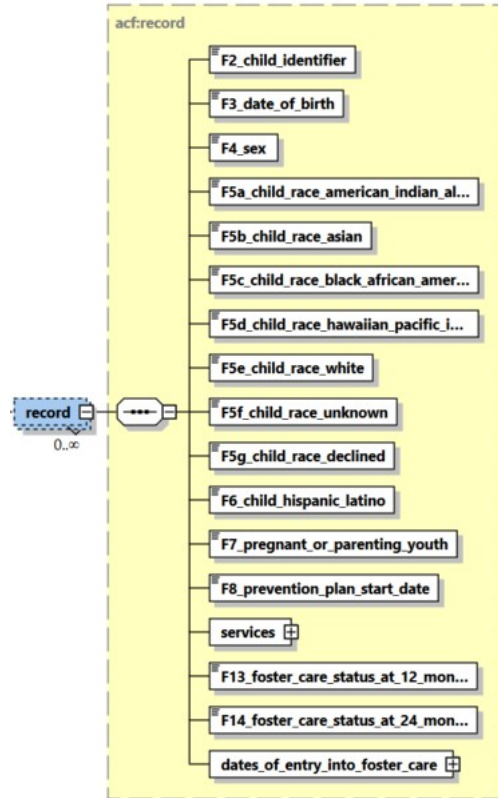 acf:record
F2_child_identifier
F3_date_of_birth
F4_sex
F5a_child_race_american_indian_al...
F5b_child_race_asian
F5c_child_race_black_african_amer...
F5d_child_race_hawaiian_pacific_i...
F5e_child_race_white
record
0..∞
F5f_child_race_unknown
F5g_child_race_declined
F6_child_hispanic_latino
F7_pregnant_or_parenting_youth
F8_prevention_plan_start_date
services
F13_foster_care_status_at_12_mon...
F14_foster_care_status_at_24_mon...
dates_of_entry_into_foster_care